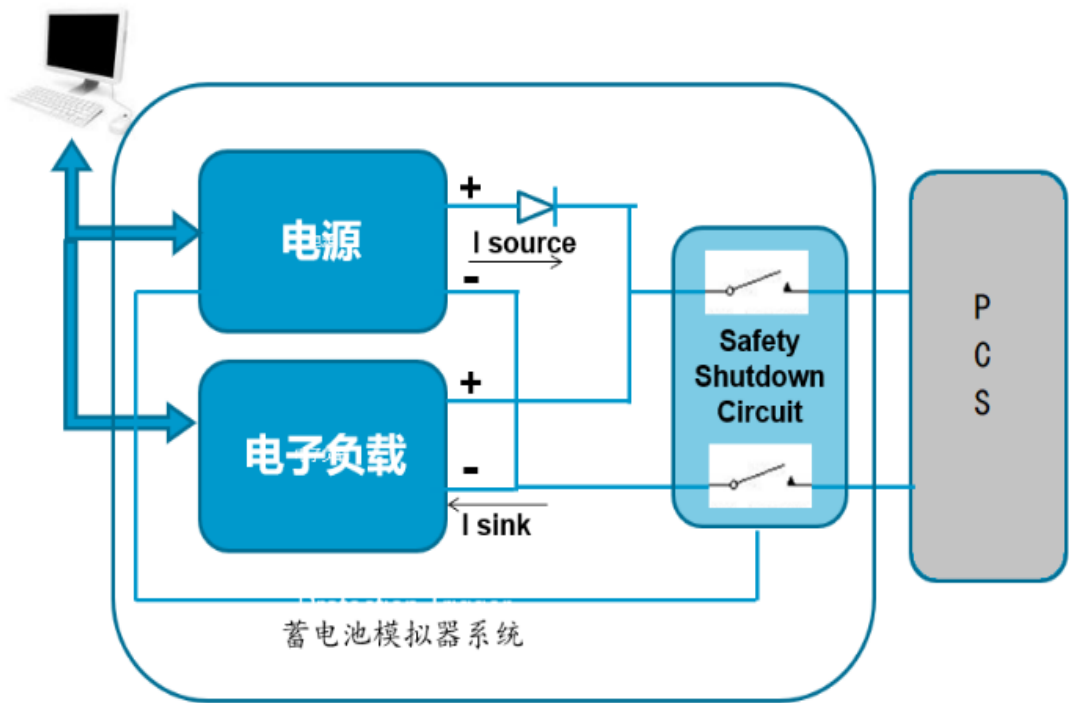 电源
+
I source
-
电子负载
+
-
I sink
Safety
Shutdown
Circuit
P
C
S
蓄电池模拟器系统